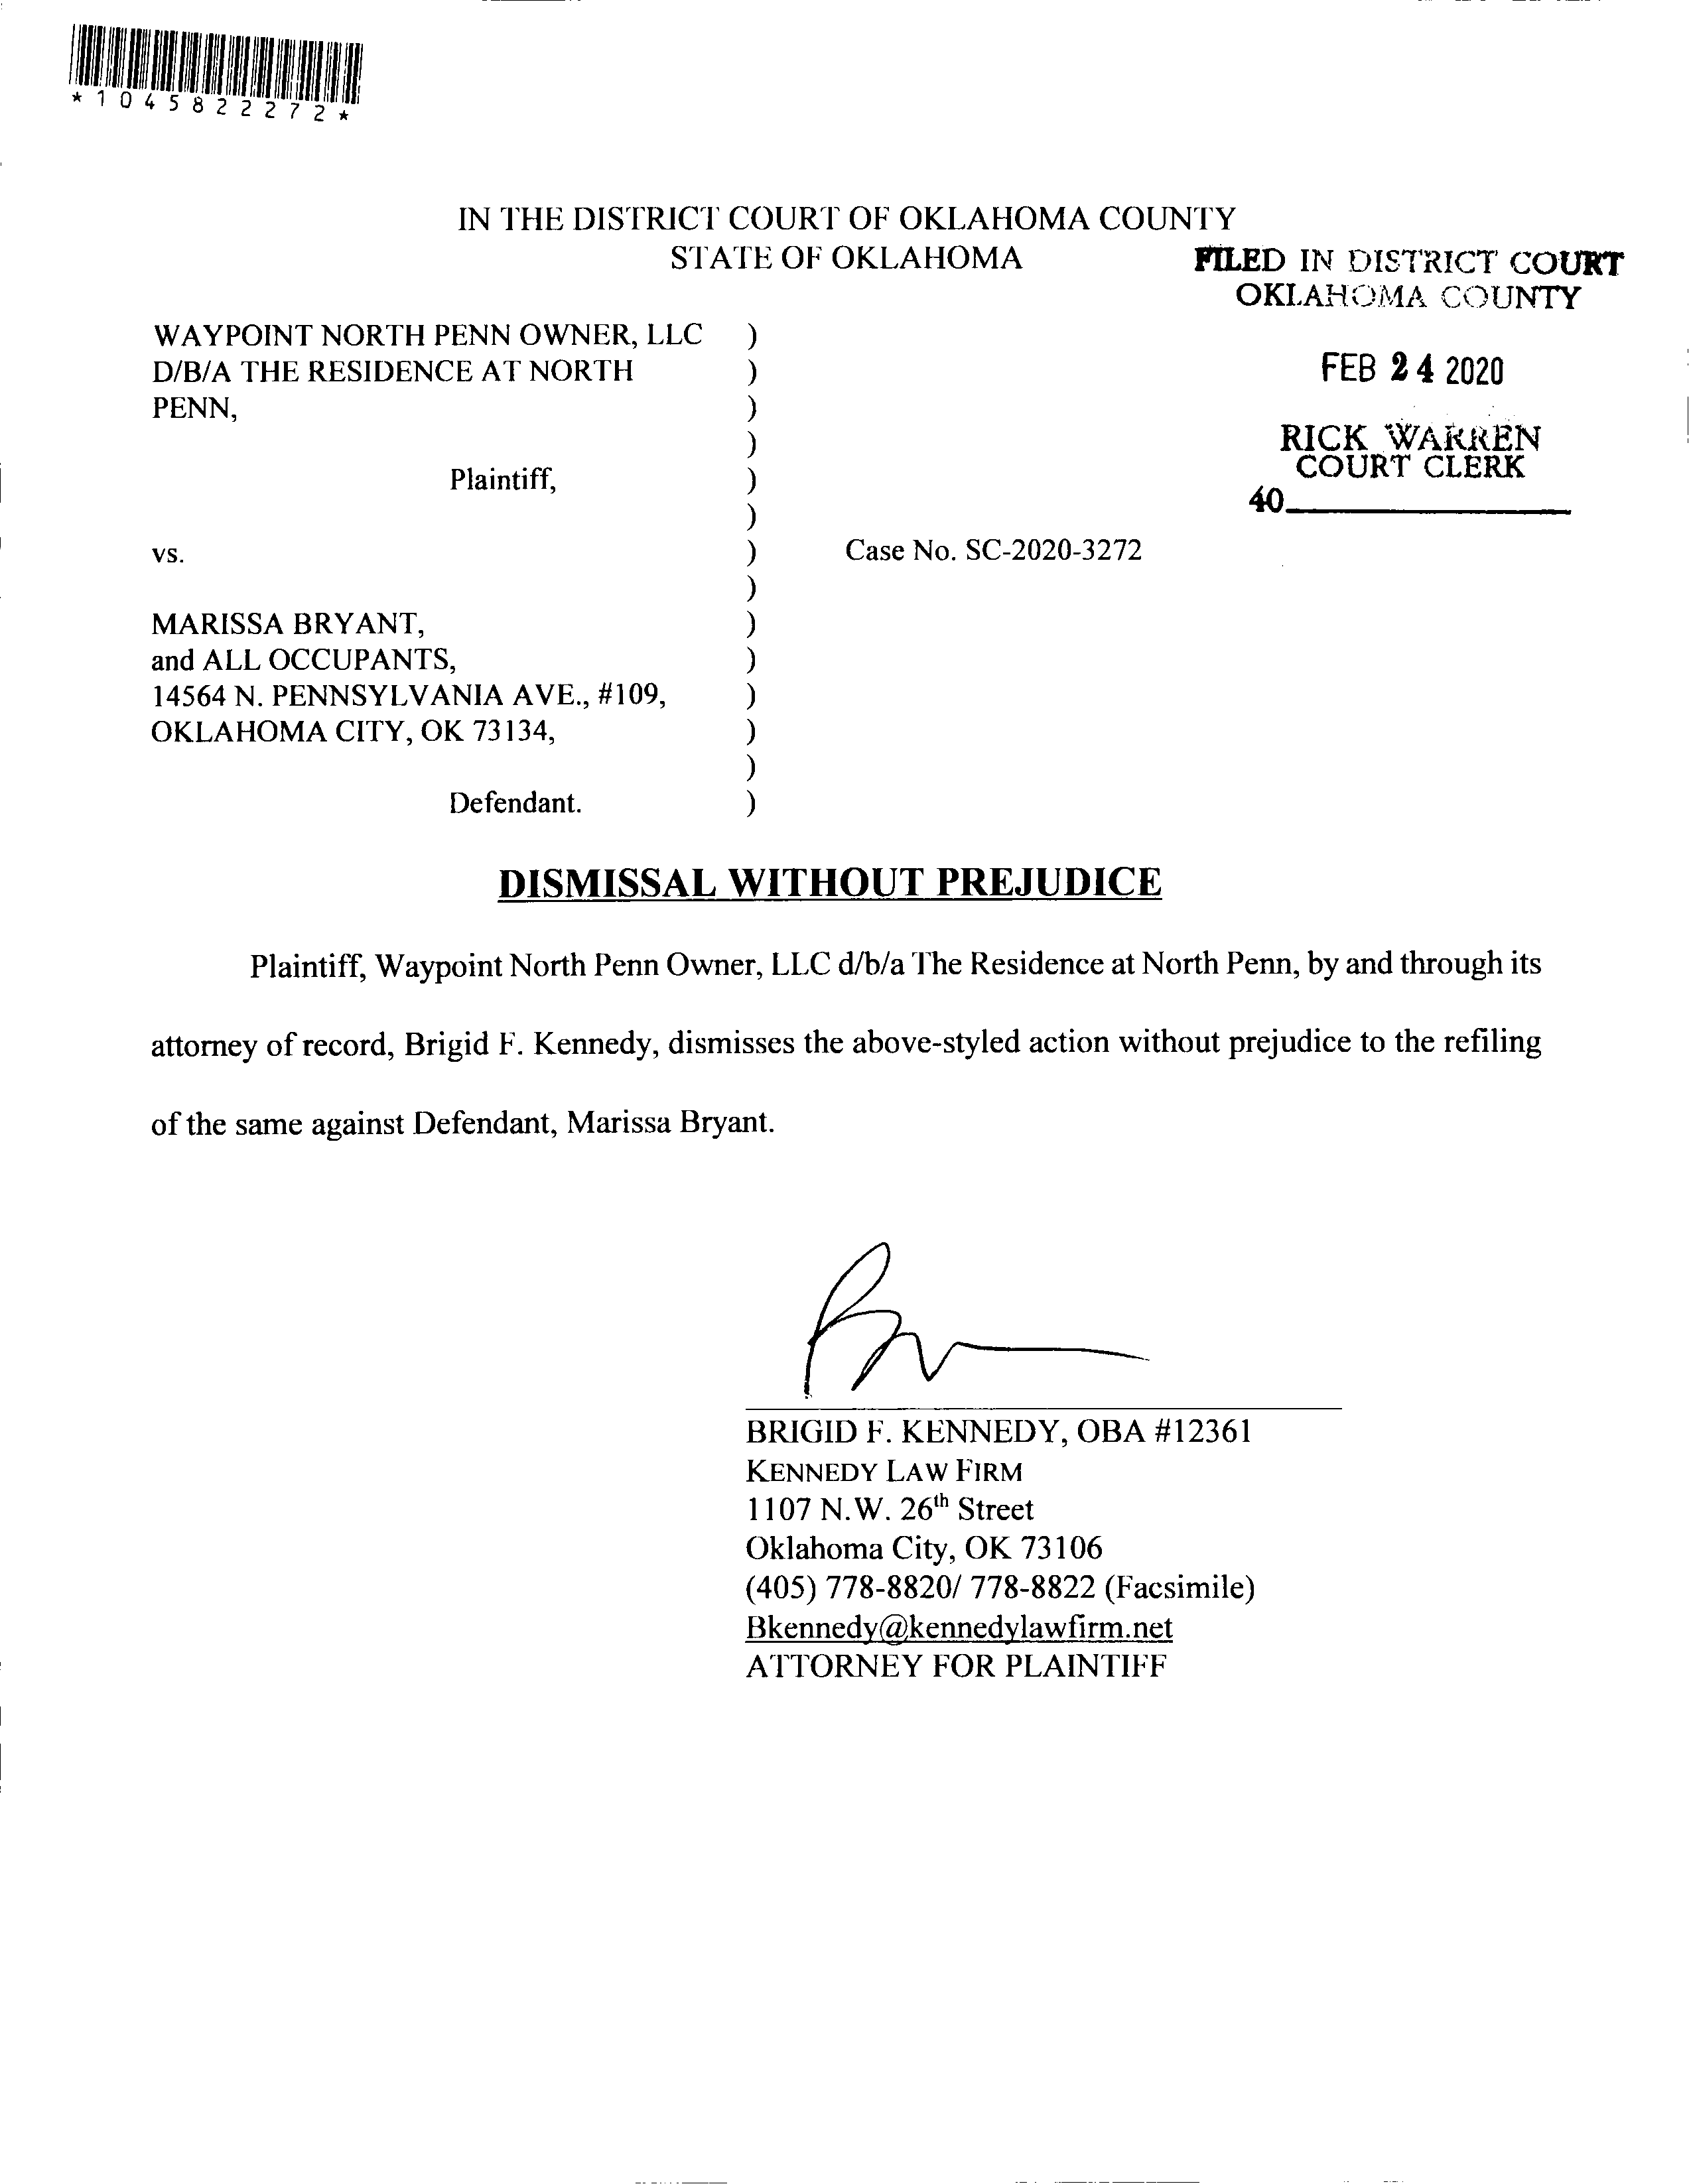 *1045822272*
IN THE DISTRICT COURT OF OKLAHOMA COUNTY
STATE OF OKLAHOMA
FILED IN DISTRICT COURT
OKLAHOMA COUNTY
FEB 24 2020
RICK WARREN
COURT CLERK
40
WAYPOINT NORTH PENN OWNER, LLC )
D/B/A THE RESIDENCE AT NORTH )
PENN, )
)
Plaintiff, )
)
vs. ) Case No. SC-2020-3272
)
MARISSA BRYANT, )
and ALL OCCUPANTS, )
14564 N. PENNSYLVANIA AVE., #109, )
OKLAHOMA CITY, OK 73134, )
)
Defendant. )
DISMISSAL WITHOUT PREJUDICE
Plaintiff, Waypoint North Penn Owner, LLC d/b/a The Residence at North Penn, by and through its
attorney of record, Brigid F. Kennedy, dismisses the above-styled action without prejudice to the refiling
of the same against Defendant, Marissa Bryant.
BRIGID F. KENNEDY, OBA #12361
KENNEDY LAW FIRM
1107 N.W. 26th Street
Oklahoma City, OK 73106
(405) 778-8820/ 778-8822 (Facsimile)
Bkennedy@kennedylawfirm.net
ATTORNEY FOR PLAINTIFF